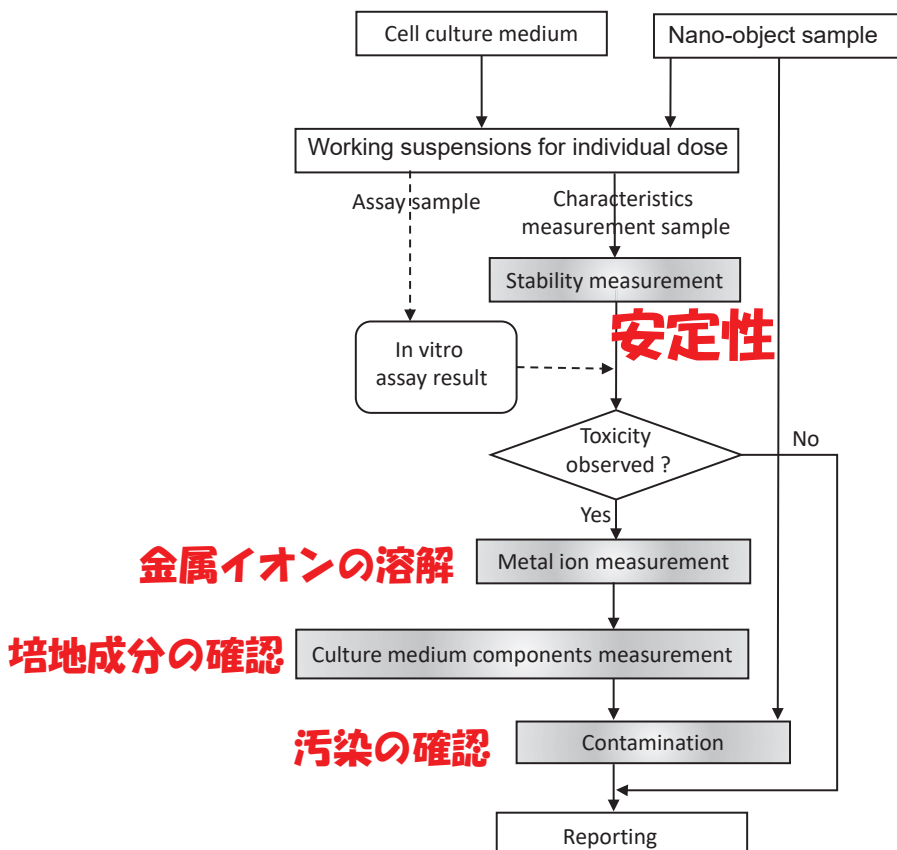 Cell culture medium
Nano-object sample
Working suspensions for individual dose
Assay sample
Characteristics
measurement sample
Stability measurement
安定性
In vitro
assay result
Toxicity
observed ?
No
Yes
金属イオンの溶解
Metal ion measurement
培地成分の確認
Culture medium components measurement
汚染の確認
Contamination
Reporting